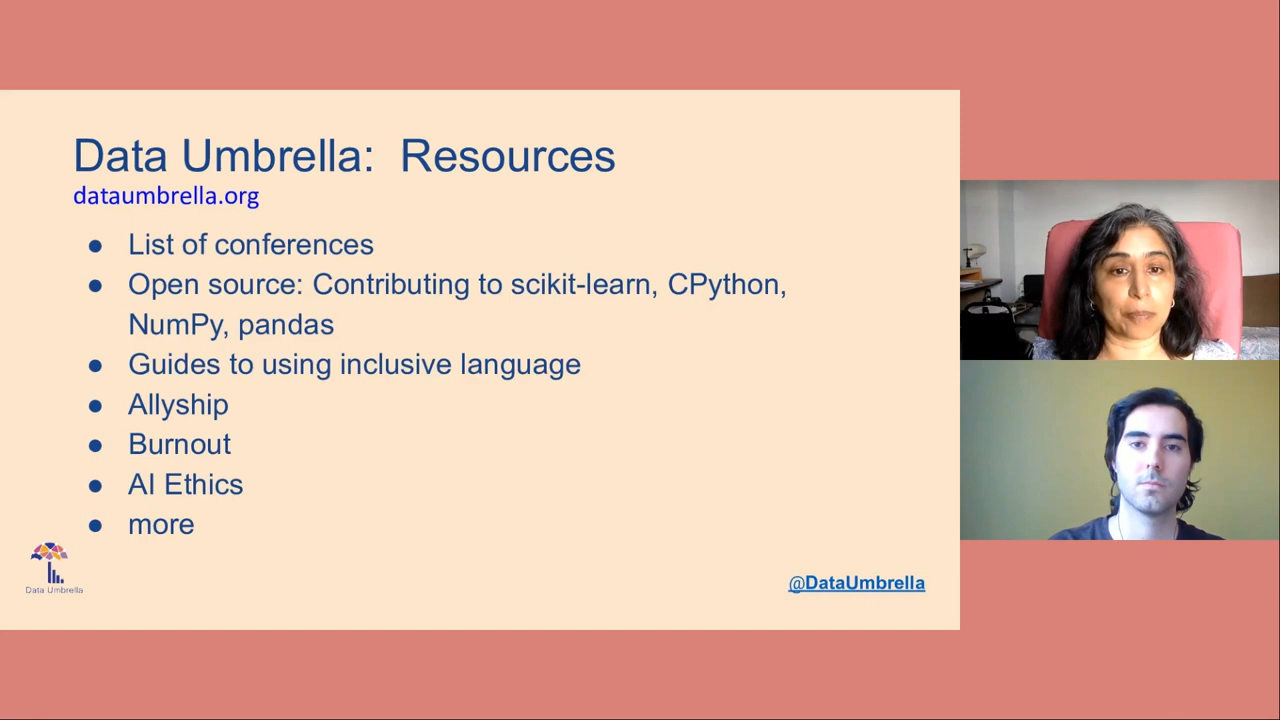 Data Umbrella:  Resources
dataumbrella.org
● List of conferences
● Open source: Contributing to scikit-learn, CPython,
NumPy, pandas
● Guides to using inclusive language
● Allyship
● Burnout
● AI Ethics
● more
Data Umbrella
@DataUmbrella